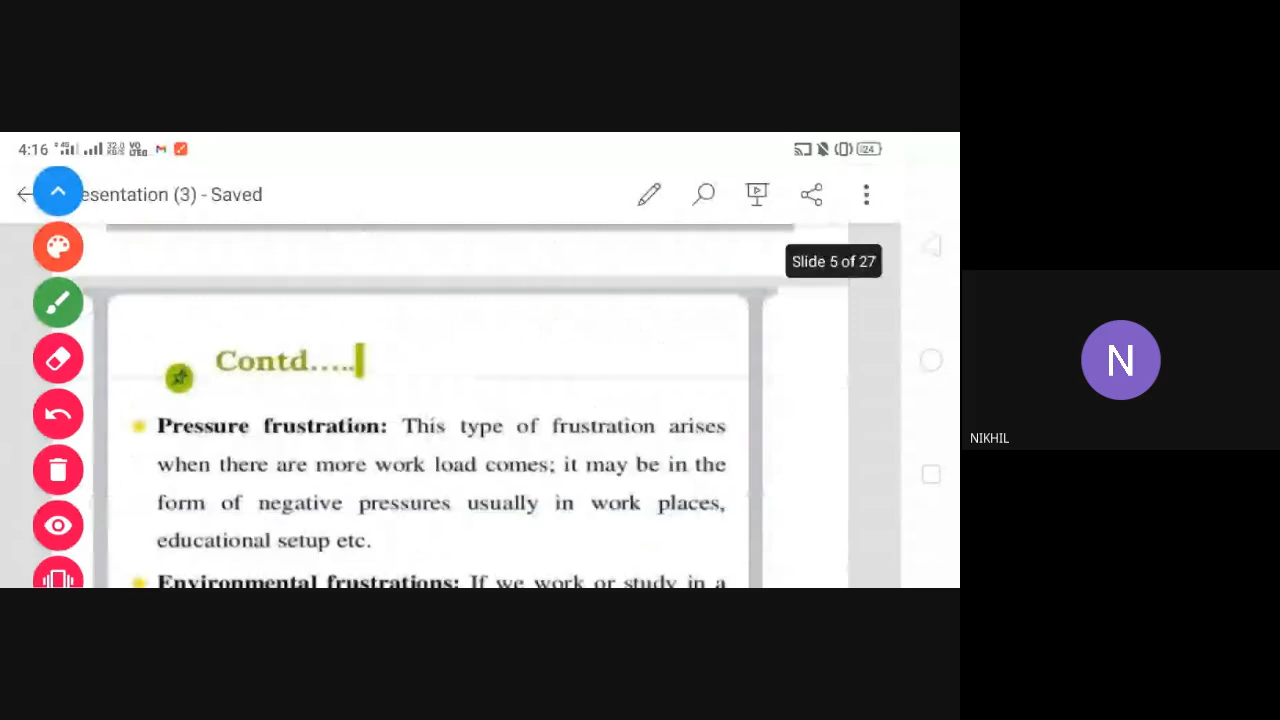 4:16
esentation (3) - Saved
Slide 5 of 27
Contd.....
Pressure frustration: This type of frustration arises
when there are more work load comes; it may be in the
form of negative pressures usually in work places,
educational setup etc.
Environmental frustrations: If we work or study in a
N
NIKHIL